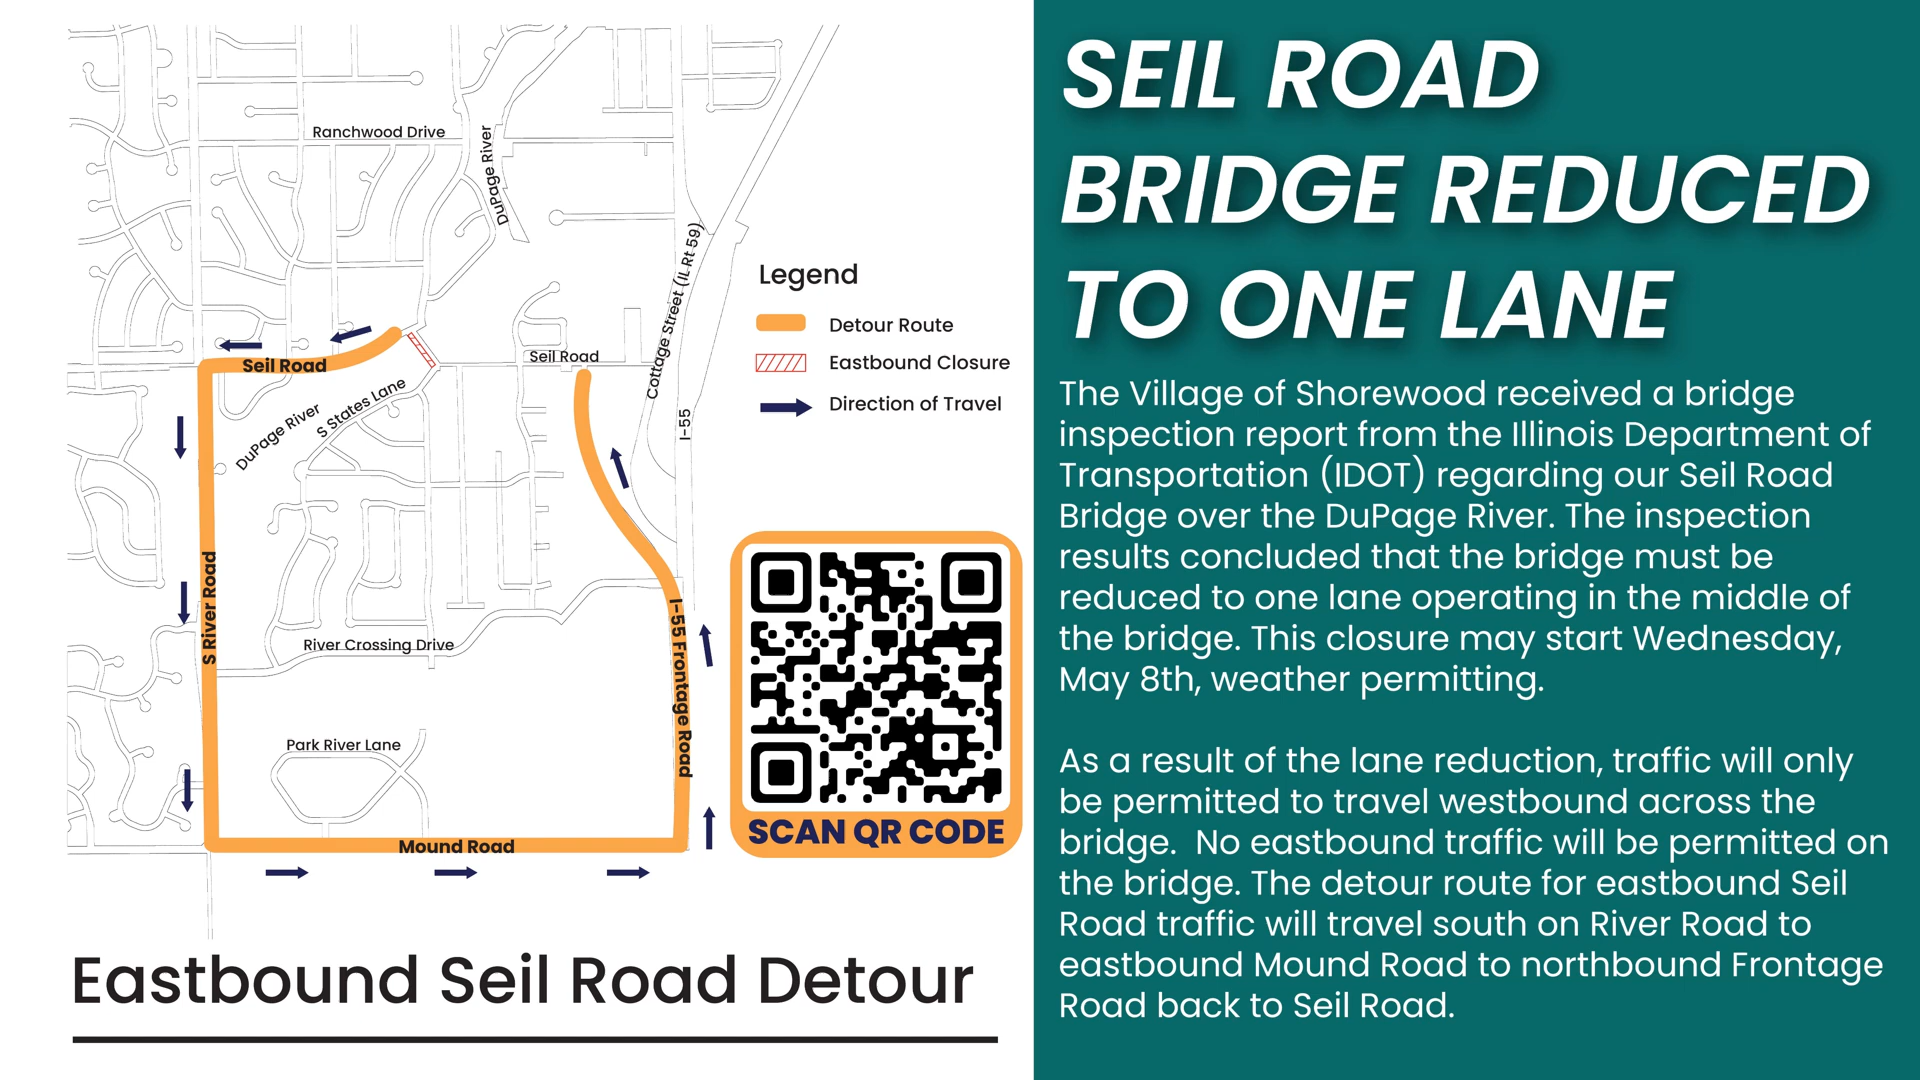 Ranchwood Drive
DuPage River
Cottage Street (IL Rt 59)
Legend
Detour Route
Eastbound Closure
Direction of Travel
Seil Road
Seil Road
S States Lane
DuPage River
I-55
S River Road
I-55 Frontage Road
River Crossing Drive
Park River Lane
Mound Road
SCAN QR CODE
Eastbound Seil Road Detour
SEIL ROAD
BRIDGE REDUCED
TO ONE LANE
The Village of Shorewood received a bridge
inspection report from the Illinois Department of
Transportation (IDOT) regarding our Seil Road
Bridge over the DuPage River. The inspection
results concluded that the bridge must be
reduced to one lane operating in the middle of
the bridge. This closure may start Wednesday,
May 8th, weather permitting.
As a result of the lane reduction, traffic will only
be permitted to travel westbound across the
bridge.  No eastbound traffic will be permitted on
the bridge. The detour route for eastbound Seil
Road traffic will travel south on River Road to
eastbound Mound Road to northbound Frontage
Road back to Seil Road.